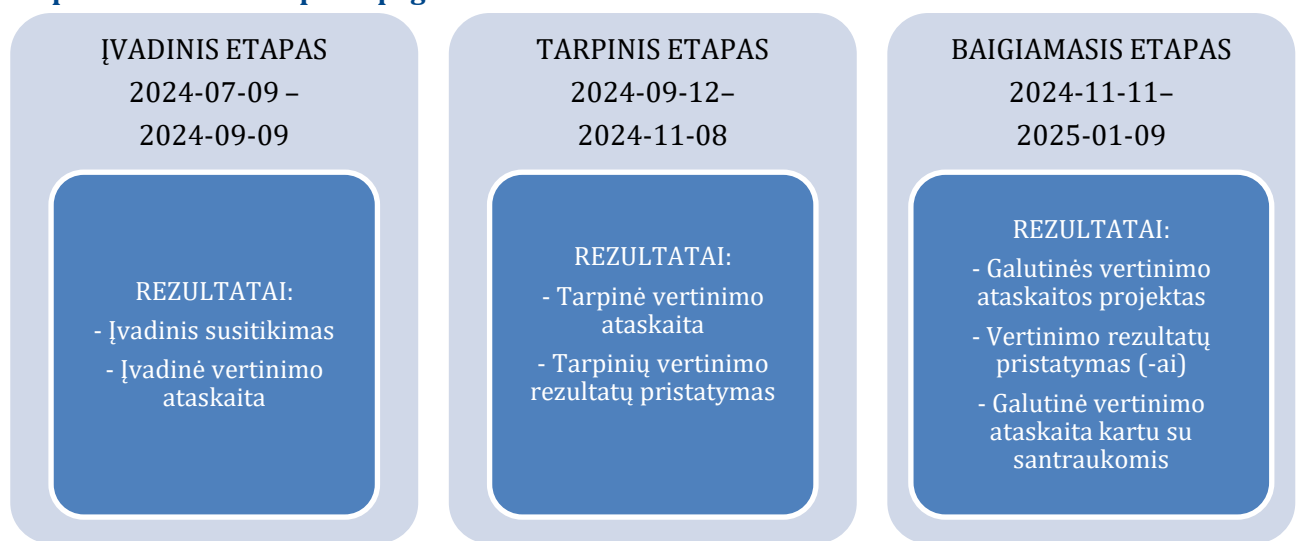 ĮVADINIS ETAPAS
2024-07-09 –
2024-09-09
REZULTATAI:
- Įvadinis susitikimas
- Įvadinė vertinimo
ataskaita
TARPINIS ETAPAS
2024-09-12–
2024-11-08
REZULTATAI:
- Tarpinė vertinimo
ataskaita
- Tarpinių vertinimo
rezultatų pristatymas
BAIGIAMASIS ETAPAS
2024-11-11–
2025-01-09
REZULTATAI:
- Galutinės vertinimo
ataskaitos projektas
- Vertinimo rezultatų
pristatymas (-ai)
- Galutinė vertinimo
ataskaita kartu su
santraukomis